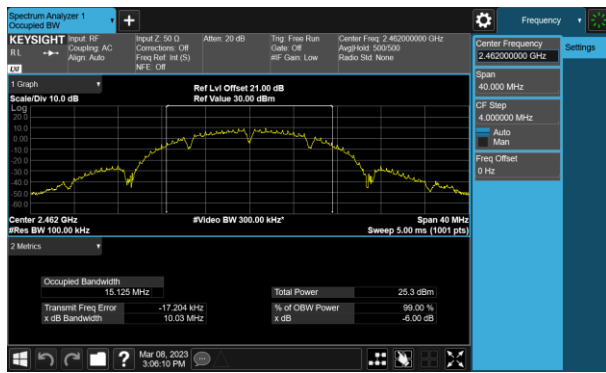 Spectrum Analyzer 1
Occupied BW
Frequency
KEYSIGHT
RL
LXI
Input: RF
Coupling: AC
Align: Auto
Input Z: 50 Ω
Corrections: Off
Freq Ref: Int (S)
NFE: Off
Atten: 20 dB
Trig: Free Run
Gate: Off
#IF Gain: Low
Center Freq: 2.462000000 GHz
Avg|Hold: 500/500
Radio Std: None
Center Frequency
2.462000000 GHz
Settings
Span
40.000 MHz
CF Step
4.000000 MHz
Auto
Man
Freq Offset
0 Hz
1 Graph
Scale/Div 10.0 dB
Ref Lvl Offset 21.00 dB
Ref Value 30.00 dBm
Log
20.0
10.0
0.00
-10.0
-20.0
-30.0
-40.0
-50.0
-60.0
Center 2.462 GHz
#Video BW 300.00 kHz*
Span 40 MHz
#Res BW 100.00 kHz
Sweep 5.00 ms (1001 pts)
2 Metrics
Occupied Bandwidth
15.125 MHz
Total Power
25.3 dBm
Transmit Freq Error
-17.204 kHz
% of OBW Power
99.00 %
x dB Bandwidth
10.03 MHz
x dB
-6.00 dB
?
Mar 08, 2023
3:06:10 PM